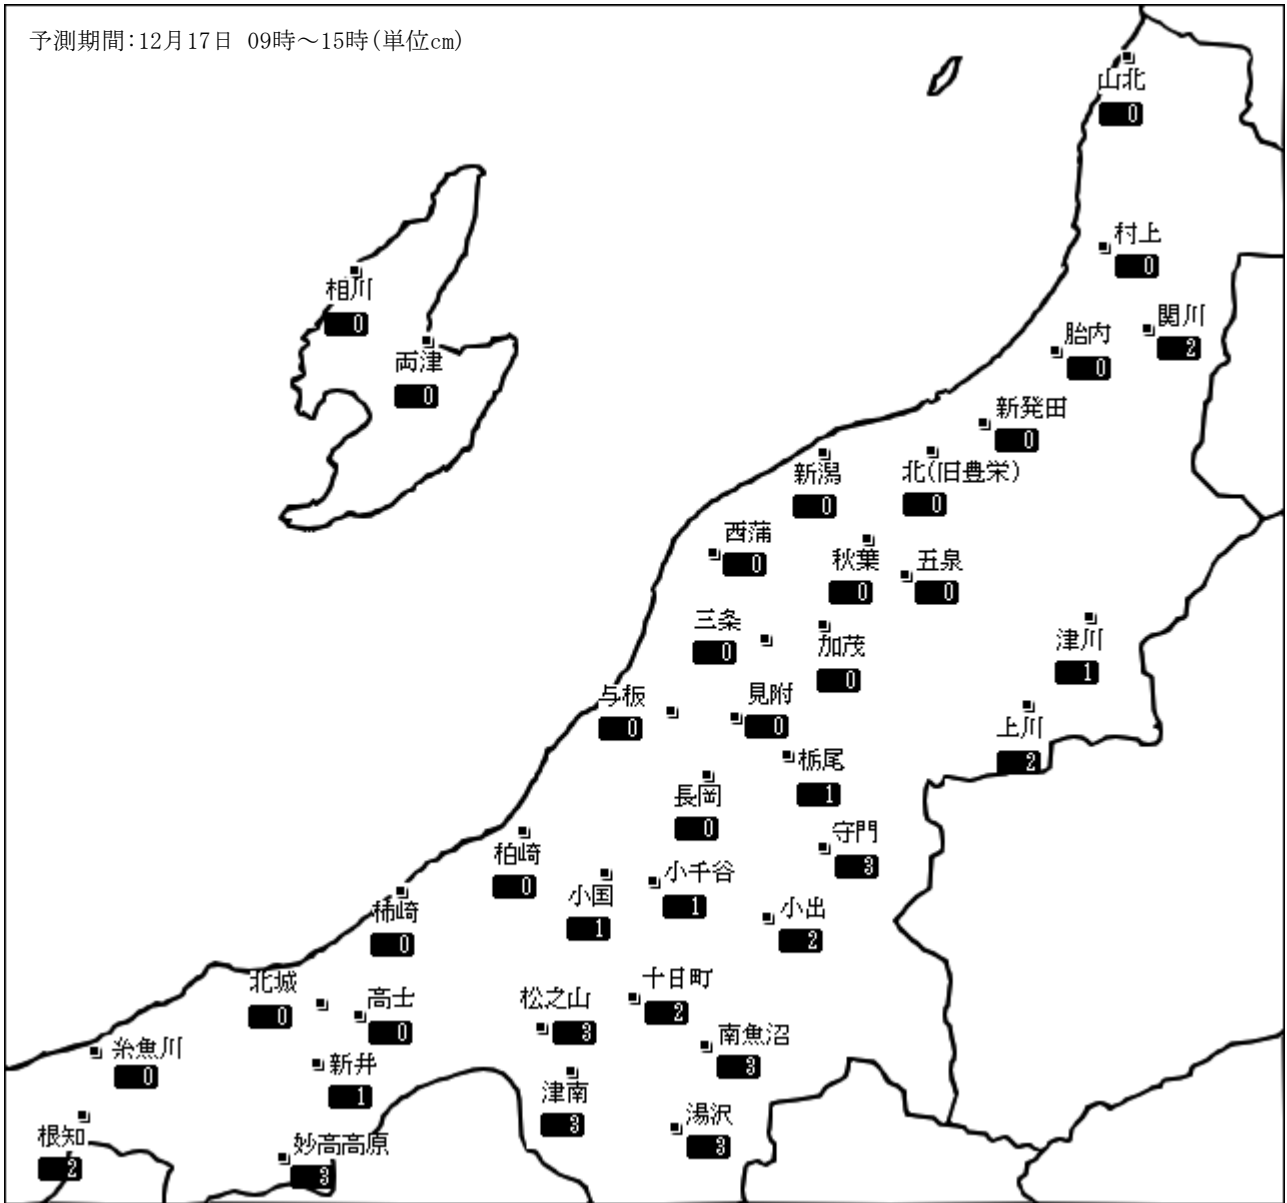 予測期間:12月17日 09時～15時(単位cm)
山北
0
村上
0
関川
2
胎内
0
相川
0
両津
0
新発田
0
新潟
0
北(旧豊栄)
0
西蒲
0
秋葉
0
五泉
0
三条
0
加茂
0
津川
1
与板
0
見附
0
上川
2
栃尾
1
長岡
0
守門
3
柏崎
0
小国
1
小千谷
1
小出
2
柿崎
0
北城
0
高士
0
松之山
3
十日町
2
南魚沼
3
糸魚川
0
新井
1
津南
3
湯沢
3
根知
2
妙高高原
3